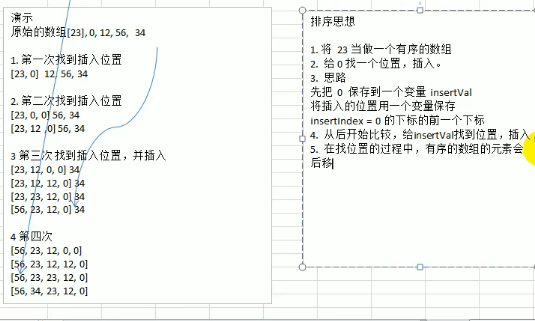 演示
原始的数组[23], 0, 12, 56,  34
1. 第一次找到插入位置
[23, 0]  12, 56, 34
2. 第二次找到插入位置
[23, 0, 0] 56, 34
[23, 12 ,0] 56, 34
3 第三次找到插入位置，并插入
[23, 12, 0, 0] 34
[23, 12, 12, 0] 34
[23, 23, 12, 0] 34
[56, 23, 12, 0] 34
4 第四次
[56, 23, 12, 0, 0]
[56, 23, 12, 12, 0]
[56, 23, 23, 12, 0]
[56, 34, 23, 12, 0]
排序思想
1. 将  23 当做一个有序的数组
2.  给 0 找一个位置，插入。
3.  思路
先把  0  保存到一个变量  insertVal
将插入的位置用一个变量保存
insertIndex = 0 的下标的前一个下标
4.  从后开始比较，给insertVal找到位置，插入
5.  在找位置的过程中，有序的数组的元素会
后移